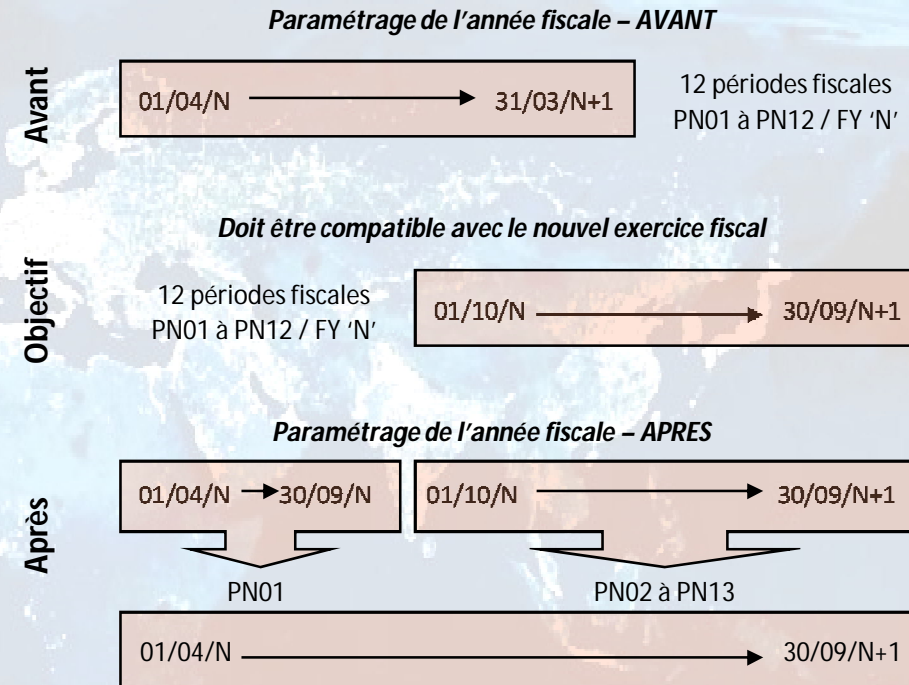 Paramétrage de l'année fiscale – AVANT
Avant
01/04/N 31/03/N+1
12 périodes fiscales
PN01 à PN12 / FY 'N'
Doit être compatible avec le nouvel exercice fiscal
Objectif
12 périodes fiscales
PN01 à PN12 / FY 'N'
01/10/N 30/09/N+1
Paramétrage de l'année fiscale – APRES
Après
01/04/N 30/09/N 01/10/N 30/09/N+1
PN01 PN02 à PN13
01/04/N 30/09/N+1